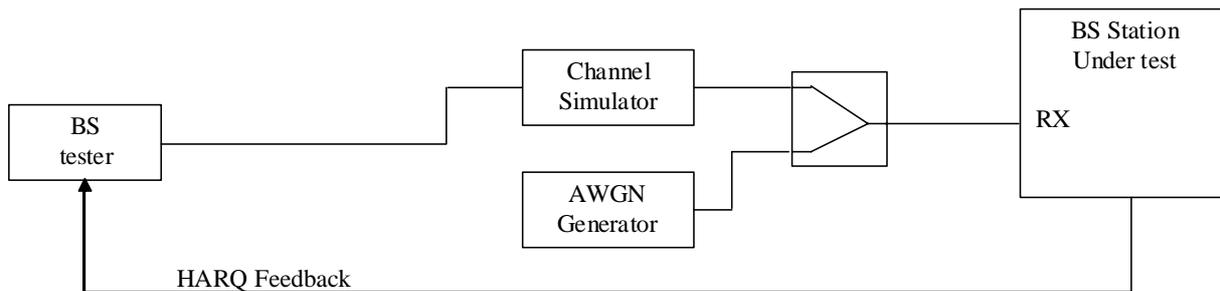 BS Station
Under test
Channel
Simulator
BS
tester
RX
AWGN
Generator
HARQ Feedback